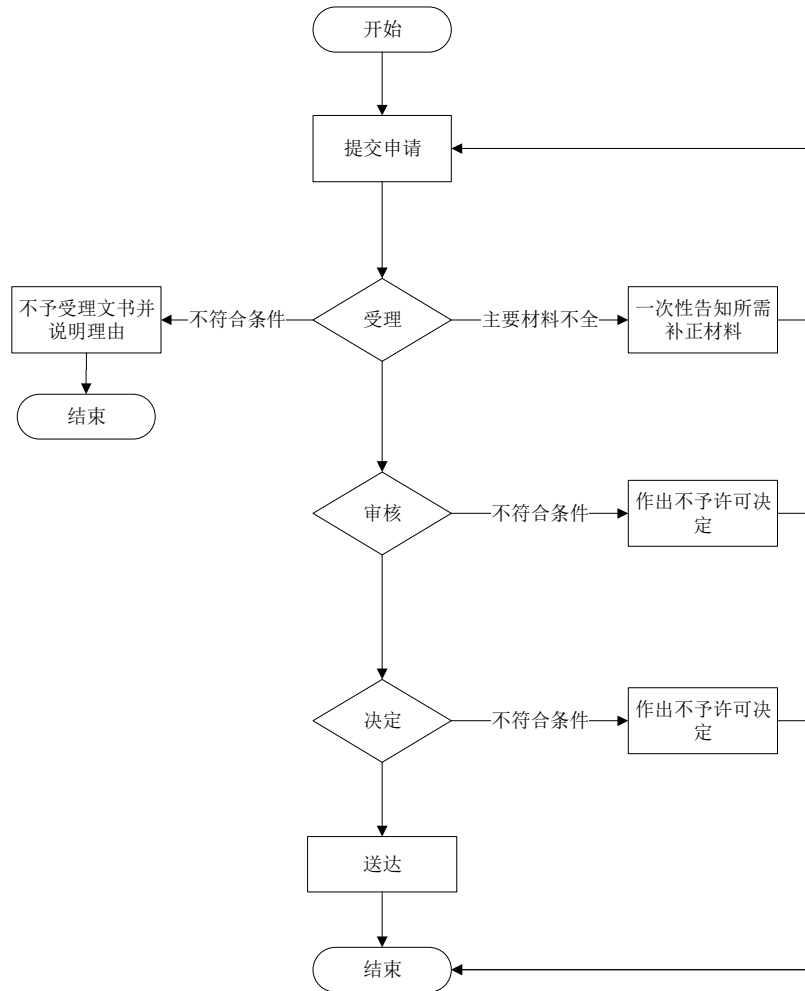 开始
提交申请
不予受理文书并
说明理由
不符合条件
受理
主要材料不全
一次性告知所需
补正材料
结束
审核
不符合条件
作出不予许可决
定
决定
不符合条件
作出不予许可决
定
送达
结束